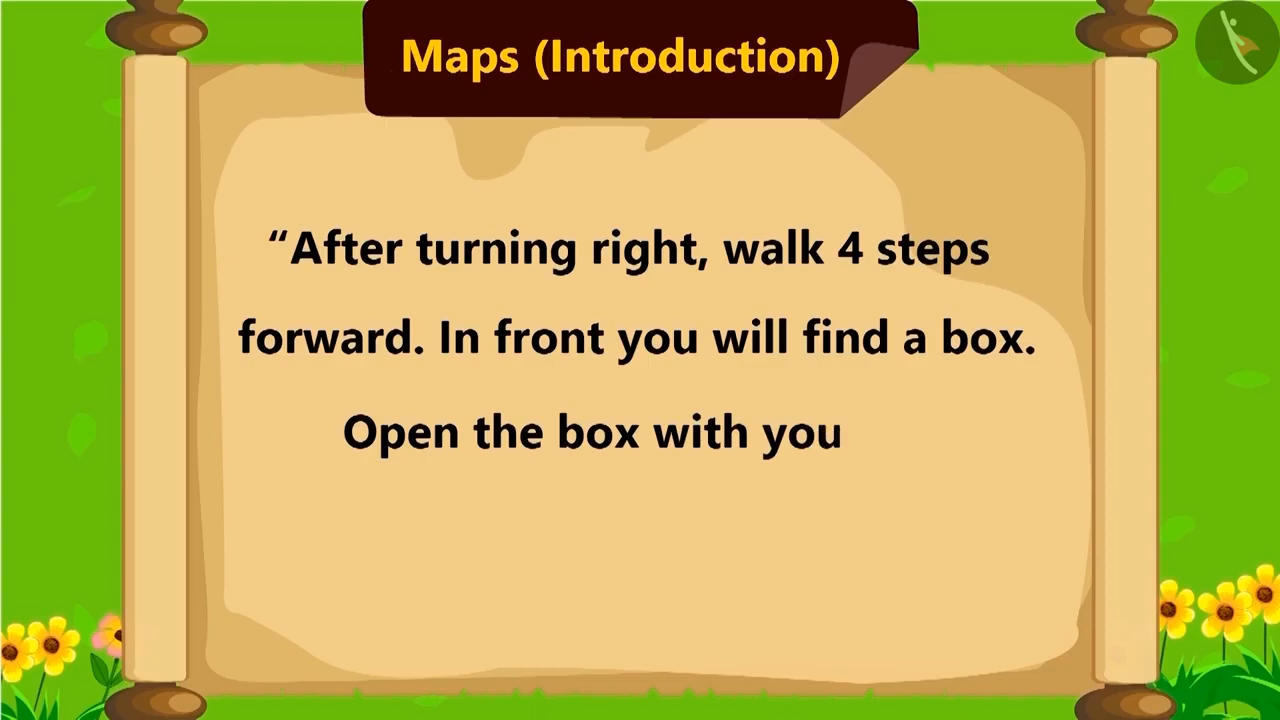 Maps (Introduction)
“After turning right, walk 4 steps
forward. In front you will find a box.
Open the box with you